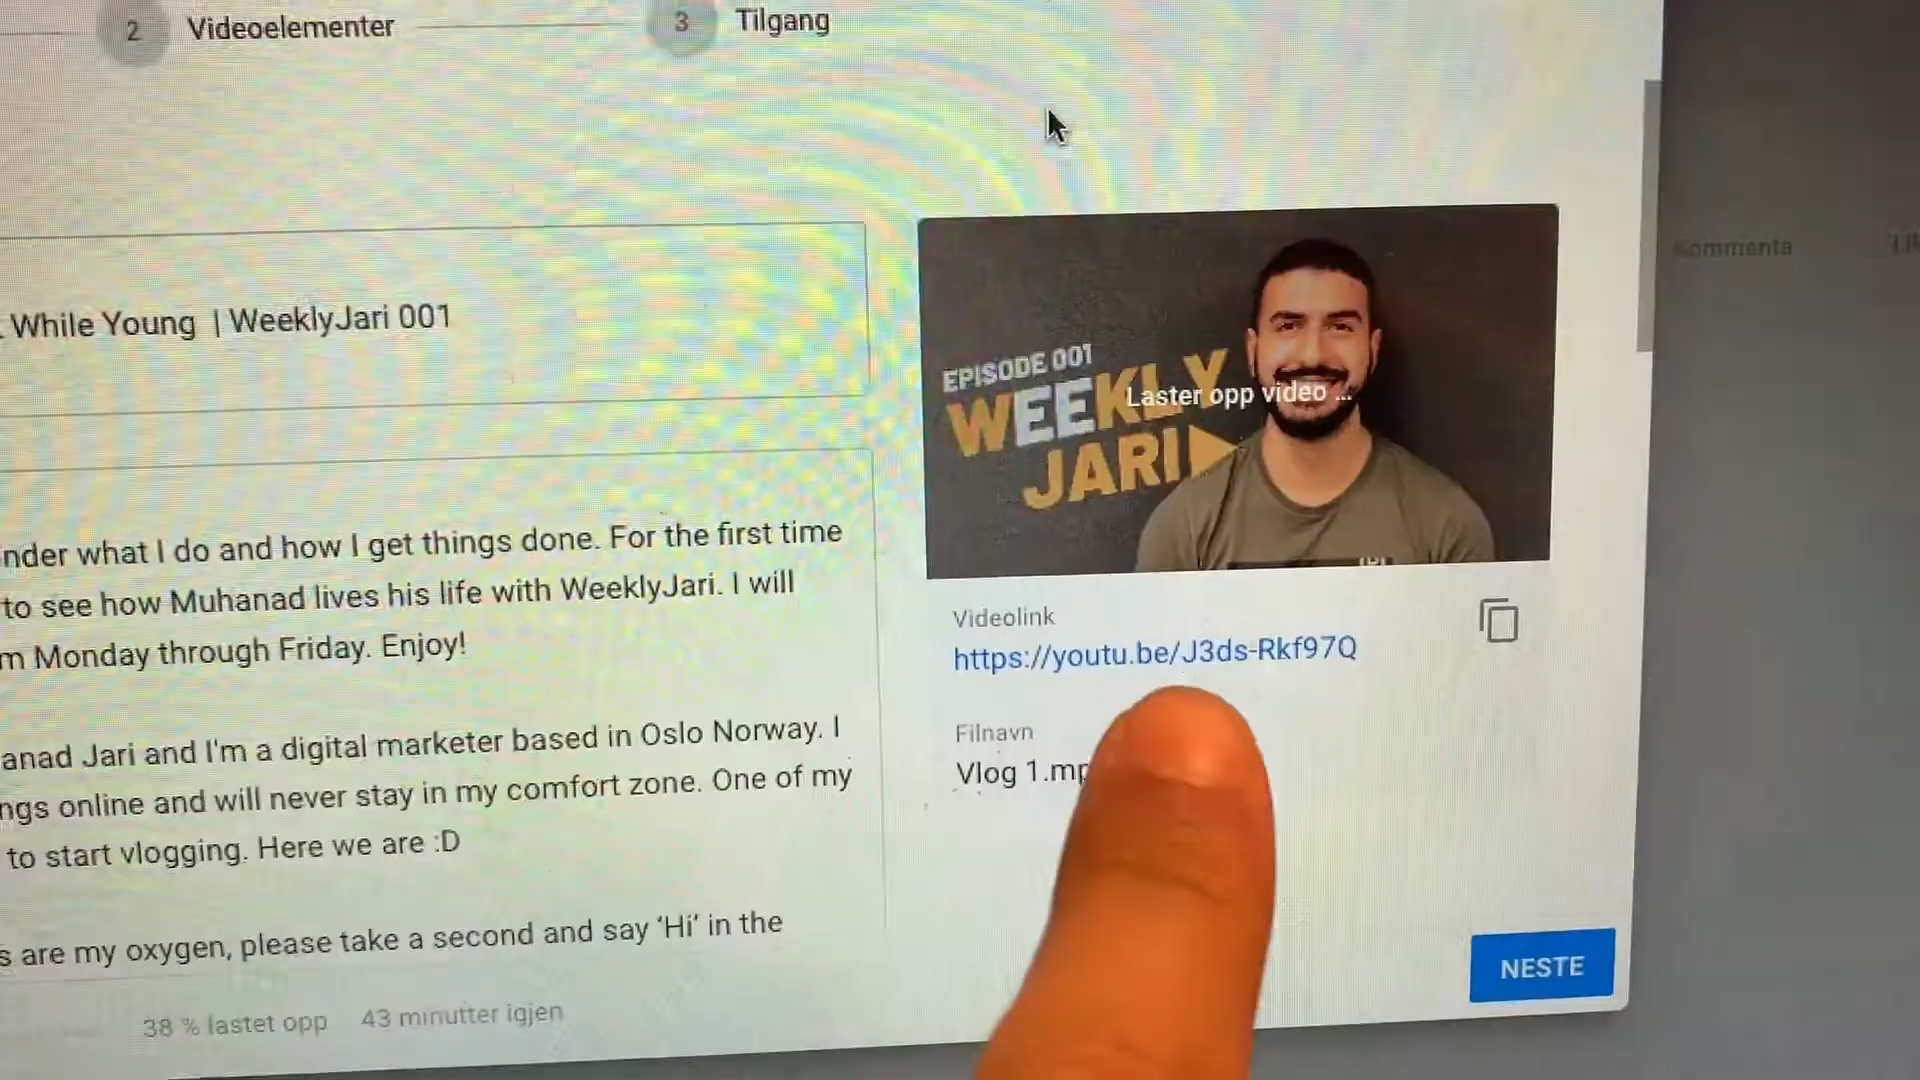 2 Videoelementer
3 Tilgang
Kommenta
While Young | WeeklyJari 001
EPISODE 001
WEEKLY
JARI
Laster opp video ...
nder what I do and how I get things done. For the first time
to see how Muhanad lives his life with WeeklyJari. I will
m Monday through Friday. Enjoy!
anad Jari and I'm a digital marketer based in Oslo Norway. I
ngs online and will never stay in my comfort zone. One of my
to start vlogging. Here we are :D
s are my oxygen, please take a second and say ‘Hi’ in the
Videolink
https://youtu.be/J3ds-Rkf97Q
Filnavn
Vlog 1.mp
38 % lastet opp 43 minutter igjen
NESTE